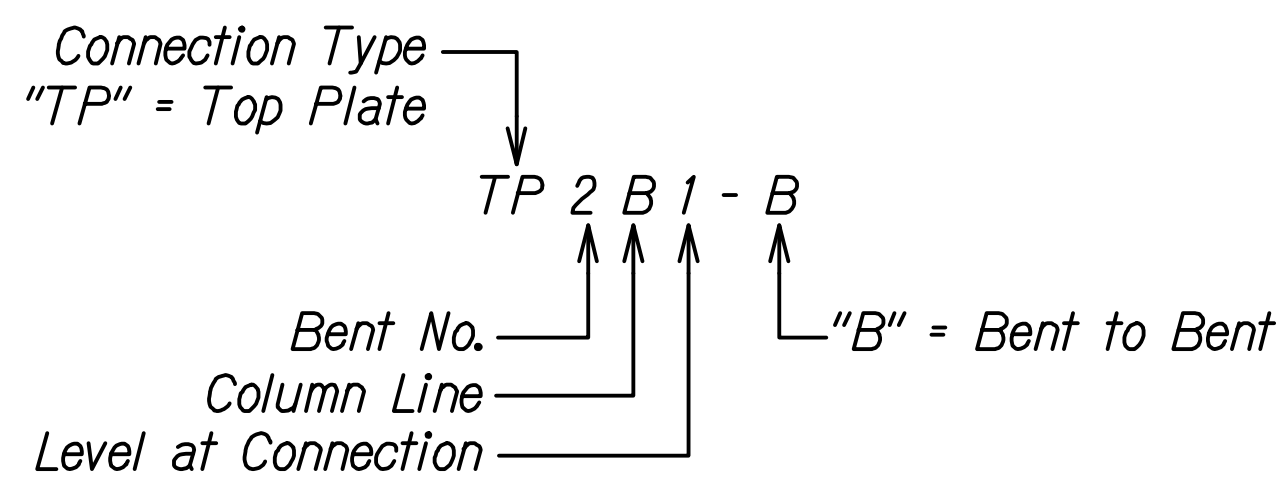 Connection Type
"TP" = Top Plate
TP 2 B 1 - B
Bent No.
"B" = Bent to Bent
Column Line
Level at Connection